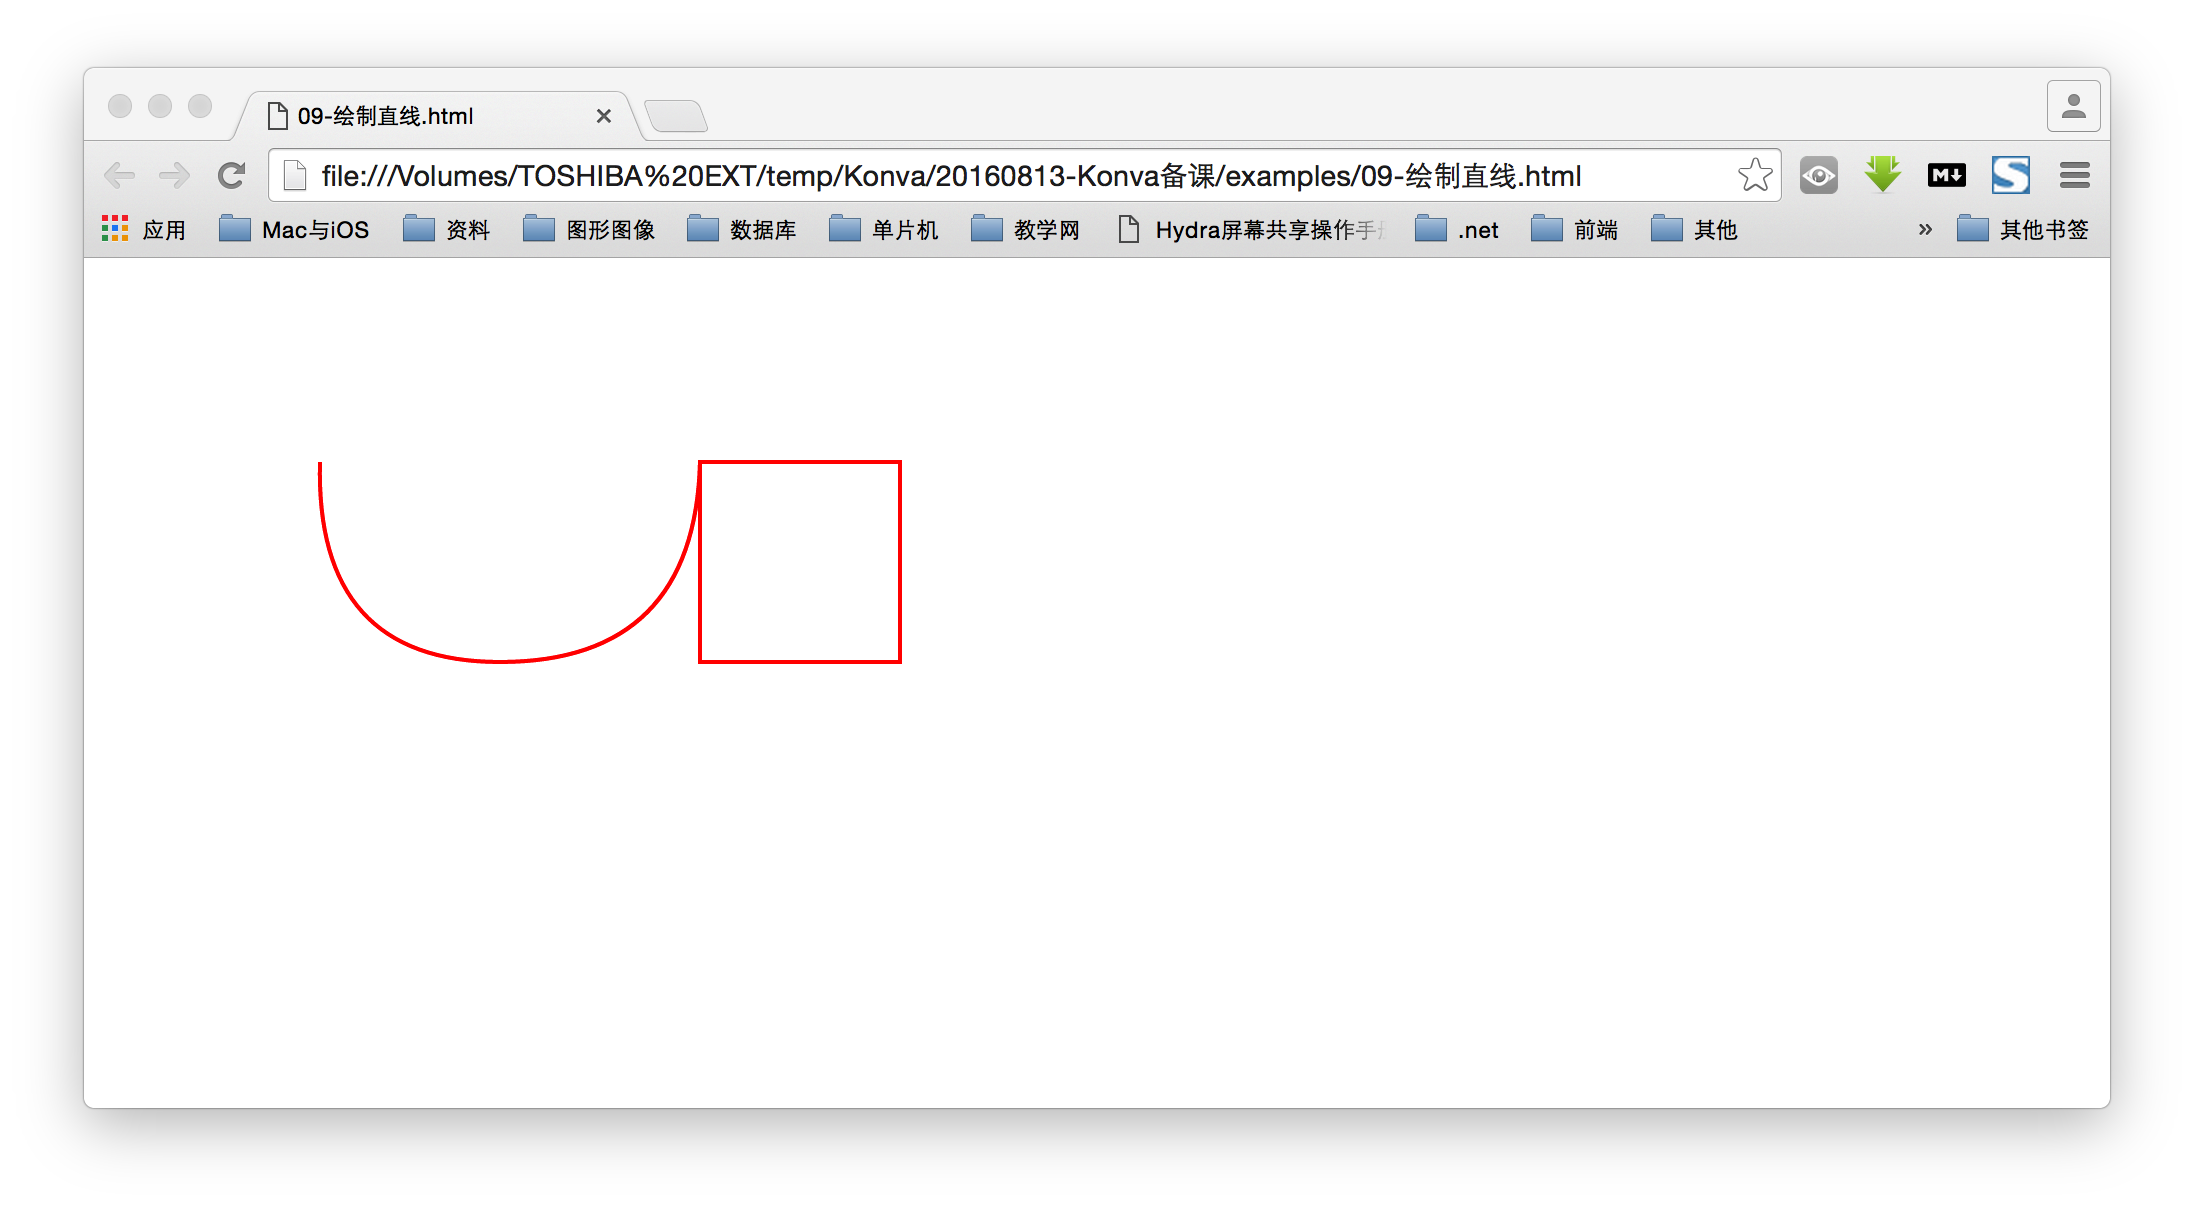 09-绘制直线.html
file:///Volumes/TOSHIBA%20EXT/temp/Konva/20160813-Konva备课/examples/09-绘制直线.html
M
应用 Mac与iOS 资料 图形图像 数据库 单片机 教学网 Hydra屏幕共享操作手 .net 前端 其他 » 其他书签